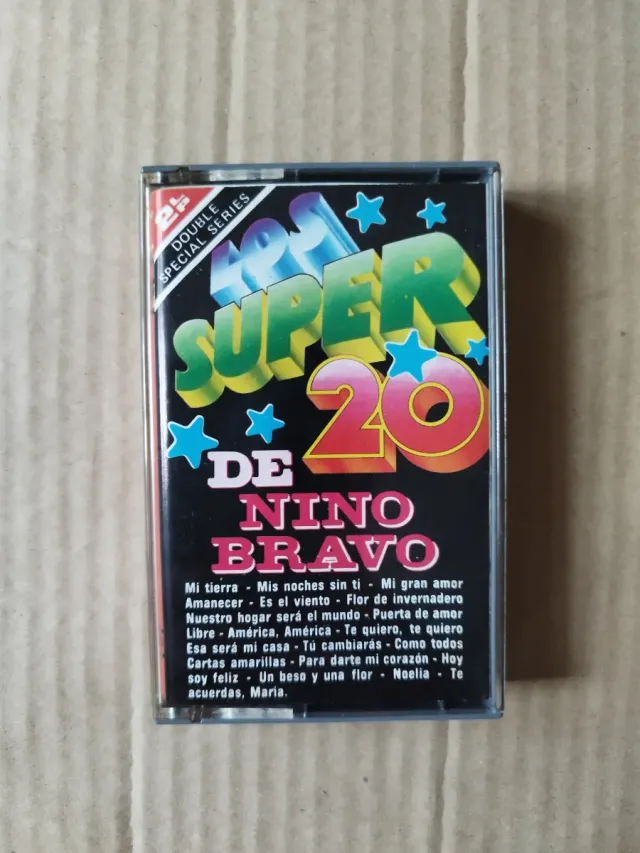 2LP
DOUBLE
SPECIAL SERIES
LOS
SUPER
20
DE
NINO
BRAVO
Mi tierra - Mis noches sin ti - Mi gran amor
Amanecer - Es el viento - Flor de invernadero
Nuestro hogar será el mundo - Puerta de amor
Libre - América, América - Te quiero, te quiero
Esa será mi casa - Tú cambiarás - Como todos
Cartas amarillas - Para darte mi corazón - Hoy
soy feliz - Un beso y una flor - Noelia - Te
acuerdas, María.